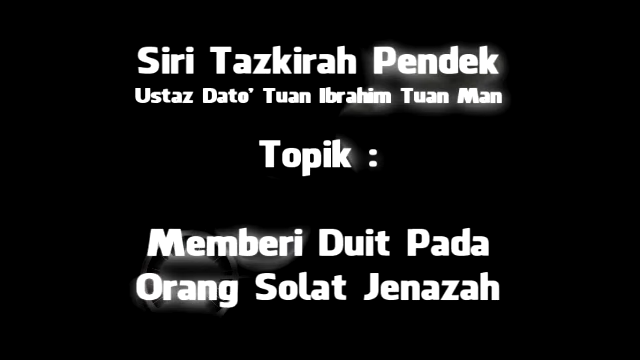 Siri Tazkirah Pendek
Ustaz Dato' Tuan Ibrahim Tuan Man
Topik :
Memberi Duit Pada
Orang Solat Jenazah